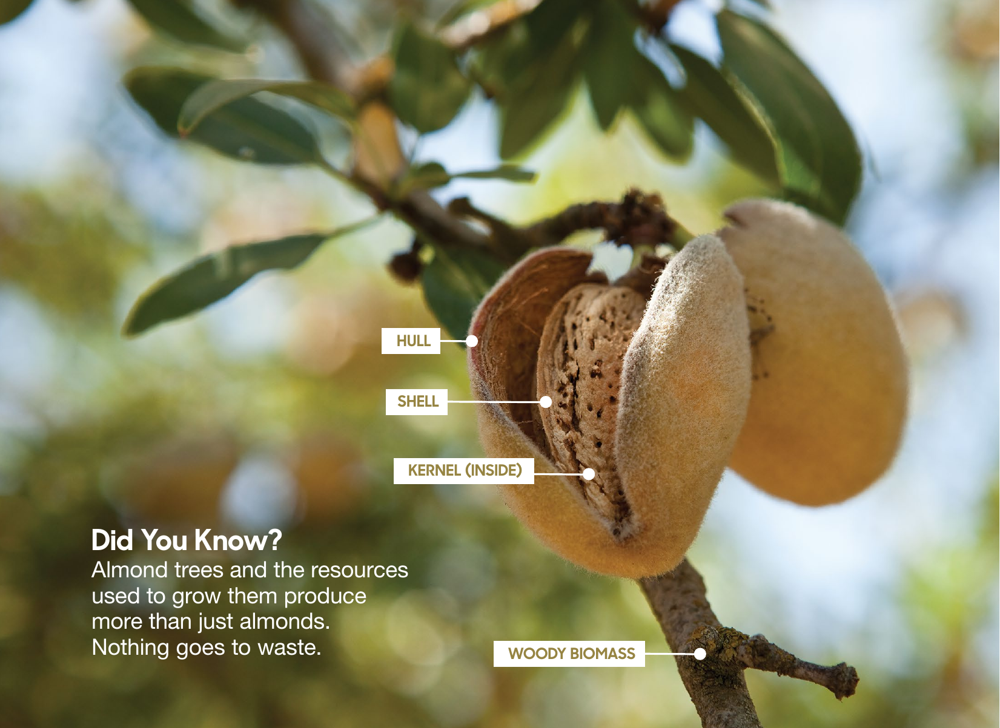 HULL
SHELL
KERNEL (INSIDE)
Did You Know?
Almond trees and the resources
used to grow them produce
more than just almonds.
Nothing goes to waste.
WOODY BIOMASS